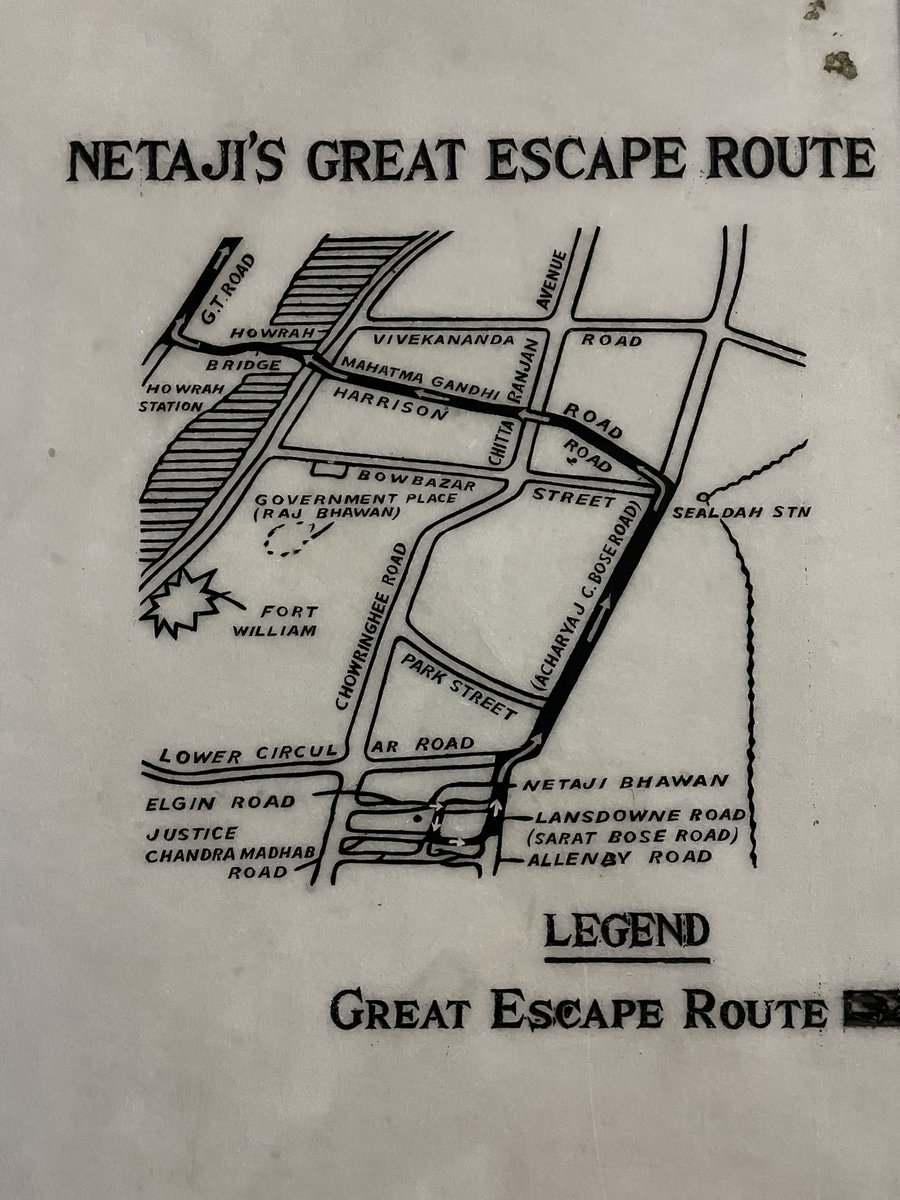 NETAJI'S GREAT ESCAPE ROUTE
G.T. ROAD
AVENUE
HOWRAH
BRIDGE
VIVEKANANDA
ROAD
HOWRAH
STATION
MAHATMA GANDHI
HARRISON
RANJAN
CHITTA
ROAD
ROAD
BOWBAZAR
STREET
GOVERNMENT PLACE
(RAJ BHAWAN)
SEALDAH STN
(ACHARYA J C. BOSE ROAD)
FORT
WILLIAM
CHOWRINGHEE ROAD
PARK STREET
LOWER CIRCUL AR ROAD
ELGIN ROAD
NETAJI BHAWAN
LANSDOWNE ROAD
(SARAT BOSE ROAD)
JUSTICE
CHANDRA MADHAB
ROAD
ALLENBY ROAD
LEGEND
GREAT ESCAPE ROUTE